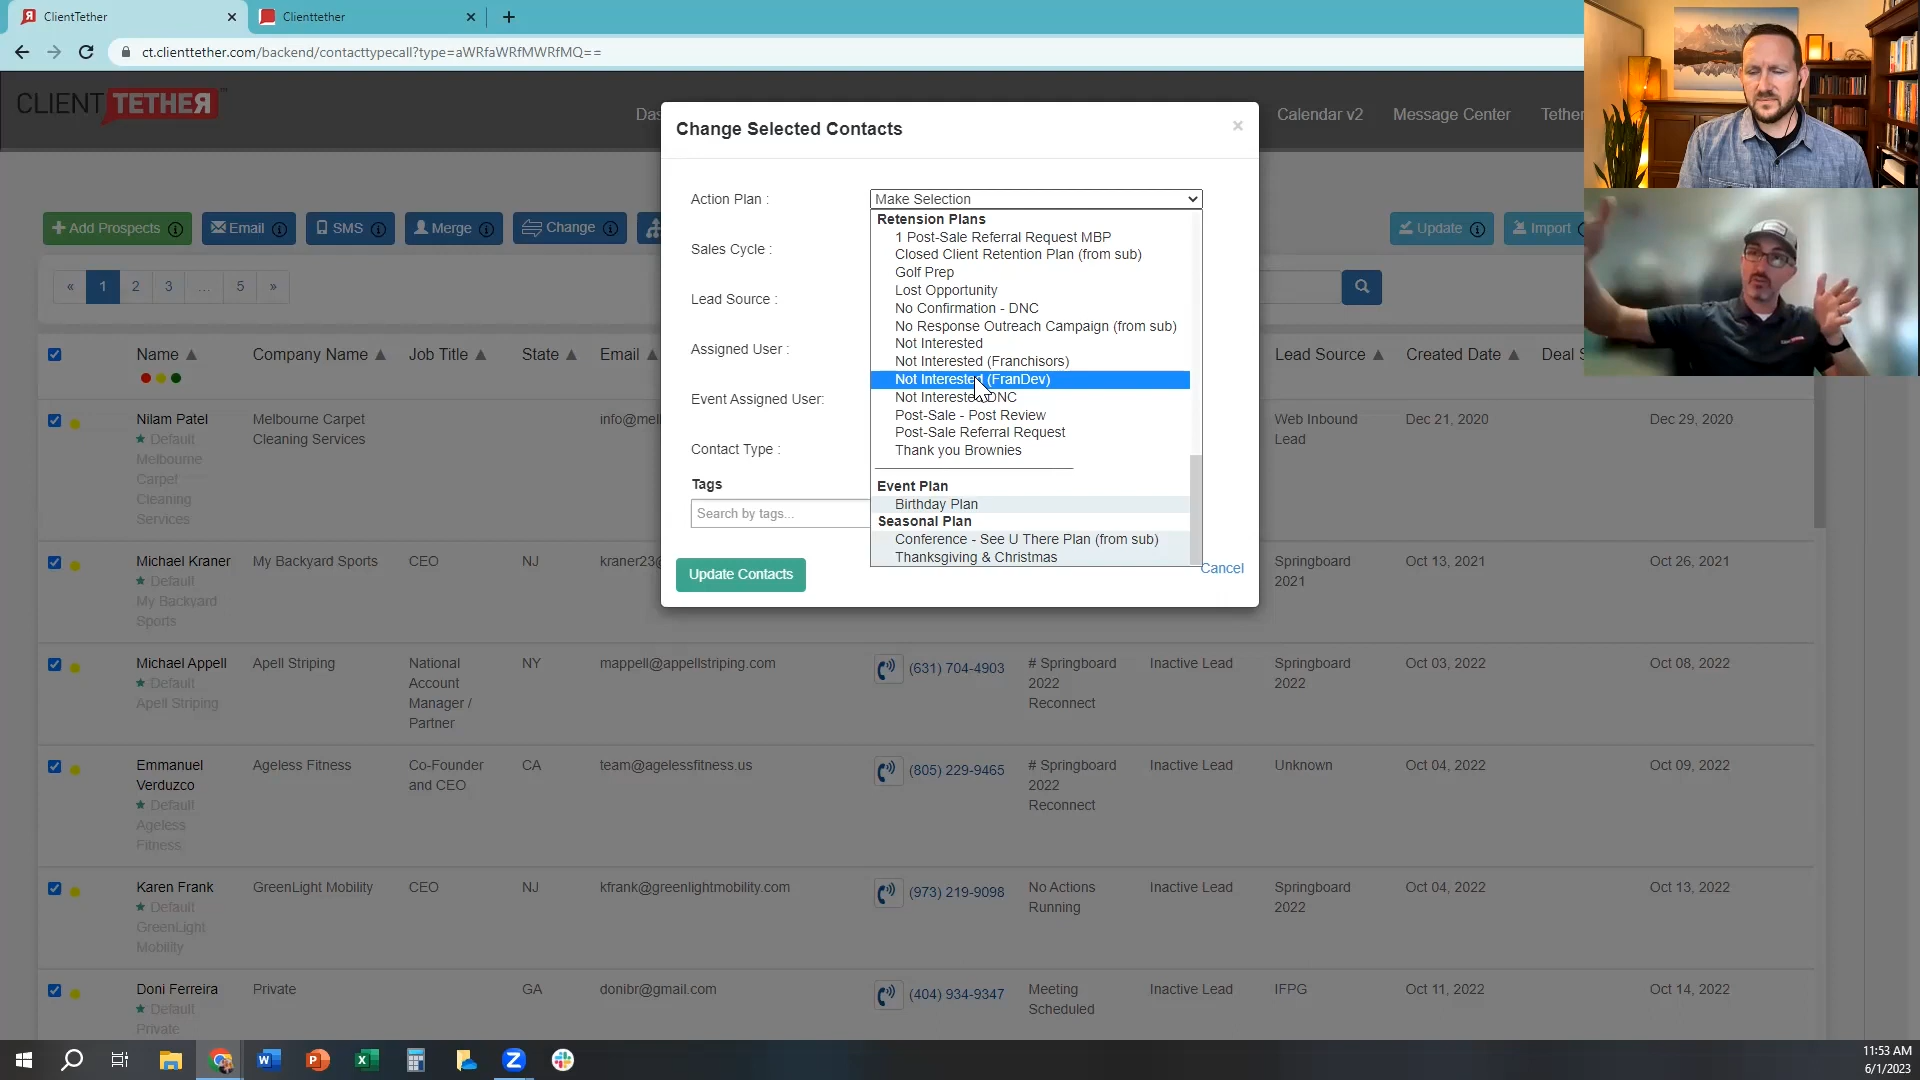 ClientTether
Clienttether
ct.clienttether.com/backend/contacttypecall?type=aWRfaWRfMWRfMQ==
CLIENT TETHER
Calendar v2
Message Center
Change Selected Contacts
×
Add Prospects
Email
SMS
Merge
Change
Update
Import
« 1 2 3 ... 5 »
Action Plan :
Make Selection
Sales Cycle :
Lead Source :
Assigned User :
Event Assigned User:
Contact Type :
Tags
Search by tags...
Update Contacts
Cancel
Retension Plans
1 Post-Sale Referral Request MBP
Closed Client Retention Plan (from sub)
Golf Prep
Lost Opportunity
No Confirmation - DNC
No Response Outreach Campaign (from sub)
Not Interested
Not Interested (Franchisors)
Not Interested (FranDev)
Not Interested DNC
Post-Sale - Post Review
Post-Sale Referral Request
Thank you Brownies
Event Plan
Birthday Plan
Seasonal Plan
Conference - See U There Plan (from sub)
Thanksgiving & Christmas
Name
Company Name
Job Title
State
Email
Lead Source
Created Date
Nilam Patel
Default
Melbourne
Carpet
Cleaning
Services
Melbourne Carpet
Cleaning Services
Web Inbound
Lead
Dec 21, 2020
Dec 29, 2020
Michael Kraner
Default
My Backyard
Sports
My Backyard Sports
CEO
NJ
Springboard
2021
Oct 13, 2021
Oct 26, 2021
Michael Appell
Default
Apell Striping
Apell Striping
National
Account
Manager /
Partner
NY
mappell@appellstriping.com
(631) 704-4903
# Springboard
2022
Reconnect
Inactive Lead
Springboard
2022
Oct 03, 2022
Oct 08, 2022
Emmanuel
Verduzco
Default
Ageless
Fitness
Ageless Fitness
Co-Founder
and CEO
CA
team@agelessfitness.us
(805) 229-9465
# Springboard
2022
Reconnect
Inactive Lead
Unknown
Oct 04, 2022
Oct 09, 2022
Karen Frank
Default
GreenLight
Mobility
GreenLight Mobility
CEO
NJ
kfrank@greenlightmobility.com
(973) 219-9098
No Actions
Running
Inactive Lead
Springboard
2022
Oct 04, 2022
Oct 13, 2022
Doni Ferreira
Default
Private
Private
GA
donibr@gmail.com
(404) 934-9347
Meeting
Scheduled
Inactive Lead
IFPG
Oct 11, 2022
Oct 14, 2022
11:53 AM
6/1/2023